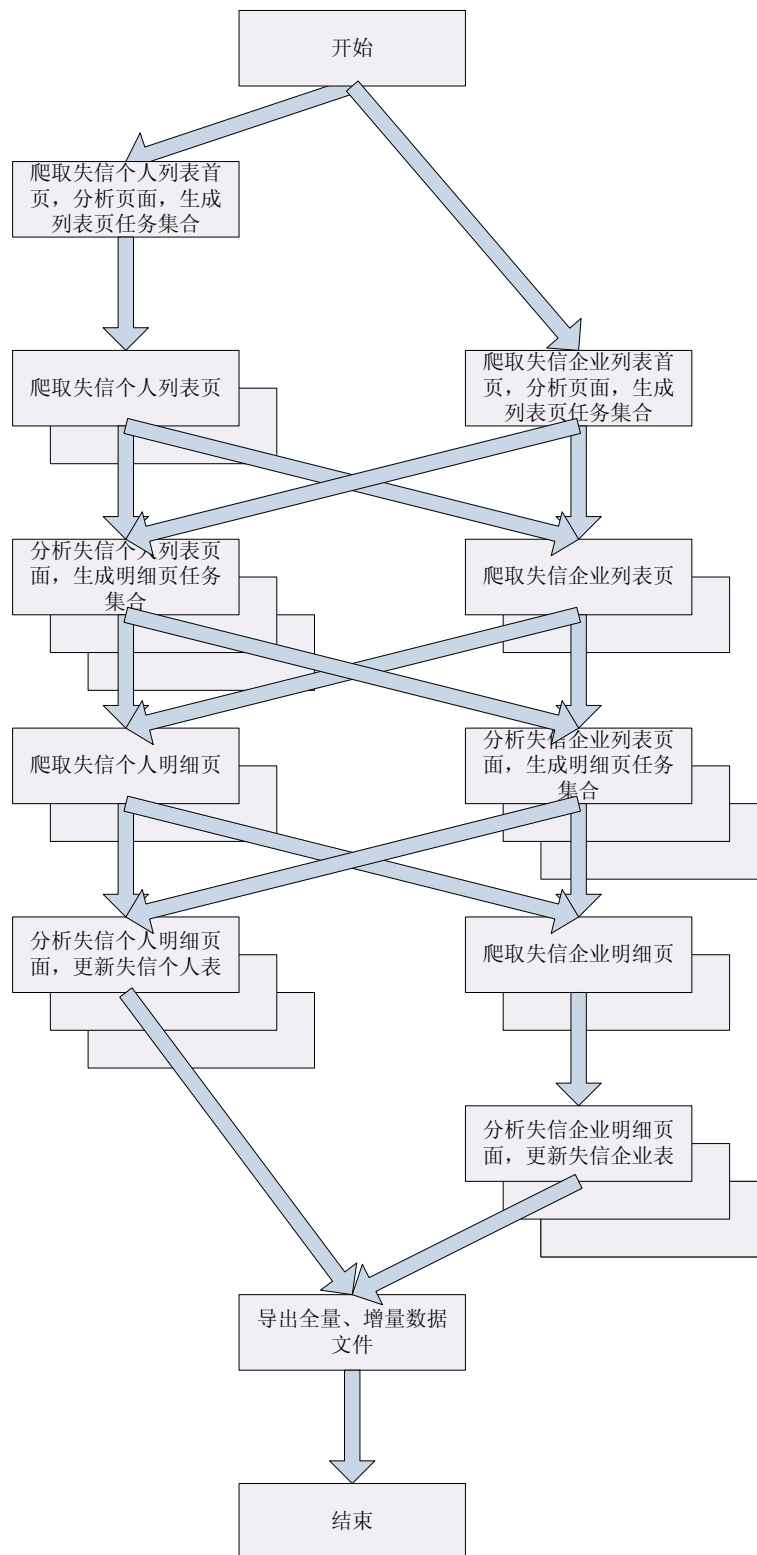 开始
爬取失信个人列表首
页，分析页面，生成
列表页任务集合
爬取失信个人列表页
爬取失信企业列表首
页，分析页面，生成
列表页任务集合
分析失信个人列表页
面，生成明细页任务
集合
爬取失信企业列表页
爬取失信个人明细页
分析失信企业列表页
面，生成明细页任务
集合
分析失信个人明细页
面，更新失信个人表
爬取失信企业明细页
分析失信企业明细页
面，更新失信企业表
导出全量、增量数据
文件
结束